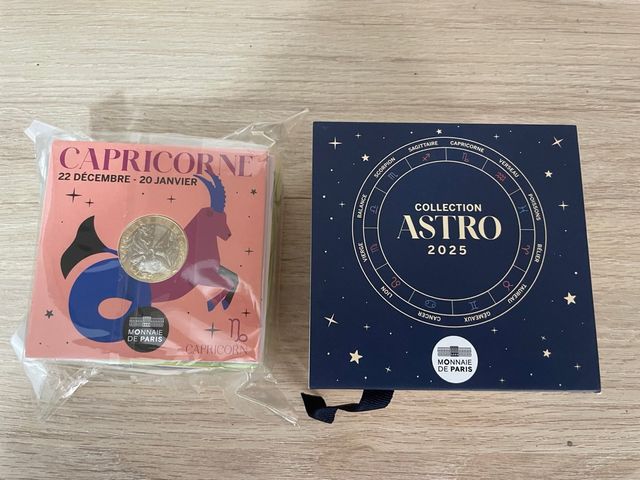 CAPRICORNE
22 DÉCEMBRE - 20 JANVIER
MONNAIE
DE PARIS
CAPRICORN
COLLECTION
ASTRO
2025
SAGITTAIRE
CAPRICORNE
VERSEAU
POISSONS
BÉLIER
TAUREAU
GÉMEAUX
CANCER
LION
VIERGE
BALANCE
SCORPION
MONNAIE
DE PARIS